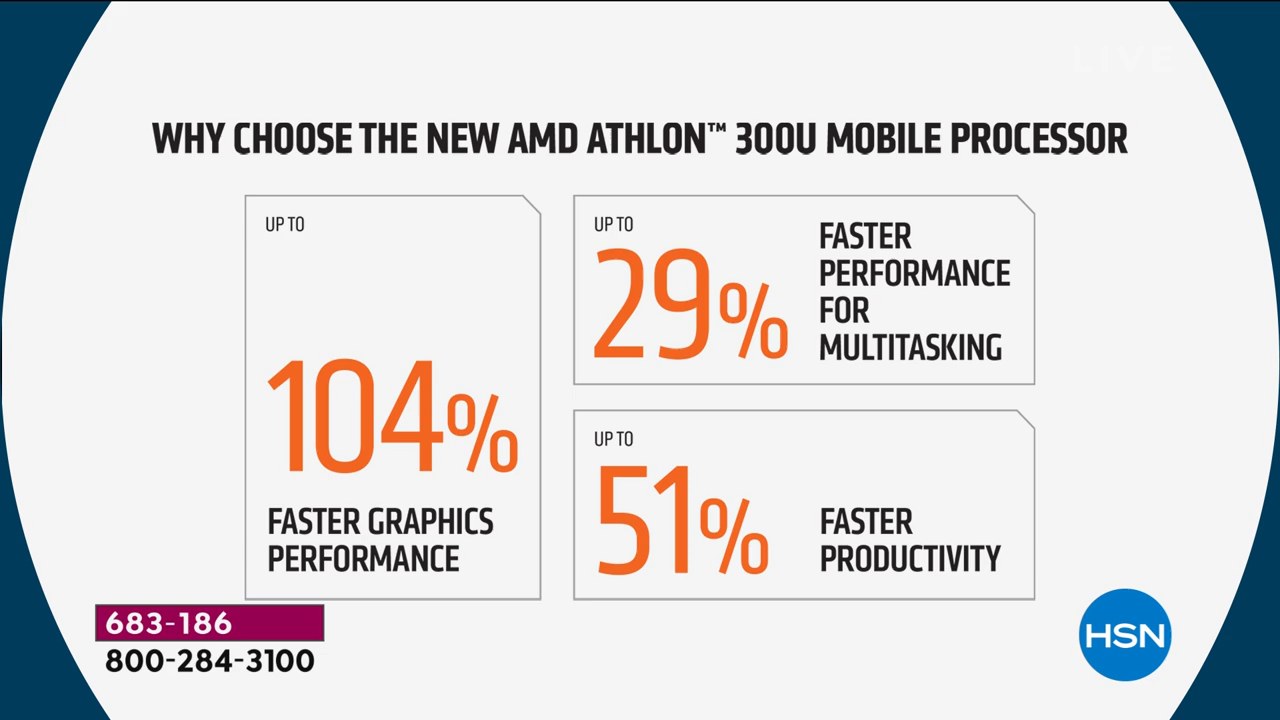 LIVE
WHY CHOOSE THE NEW AMD ATHLON™ 300U MOBILE PROCESSOR
UP TO
104%
FASTER GRAPHICS
PERFORMANCE
UP TO
29%
FASTER
PERFORMANCE
FOR
MULTITASKING
UP TO
51%
FASTER
PRODUCTIVITY
683-186
800-284-3100
HSN